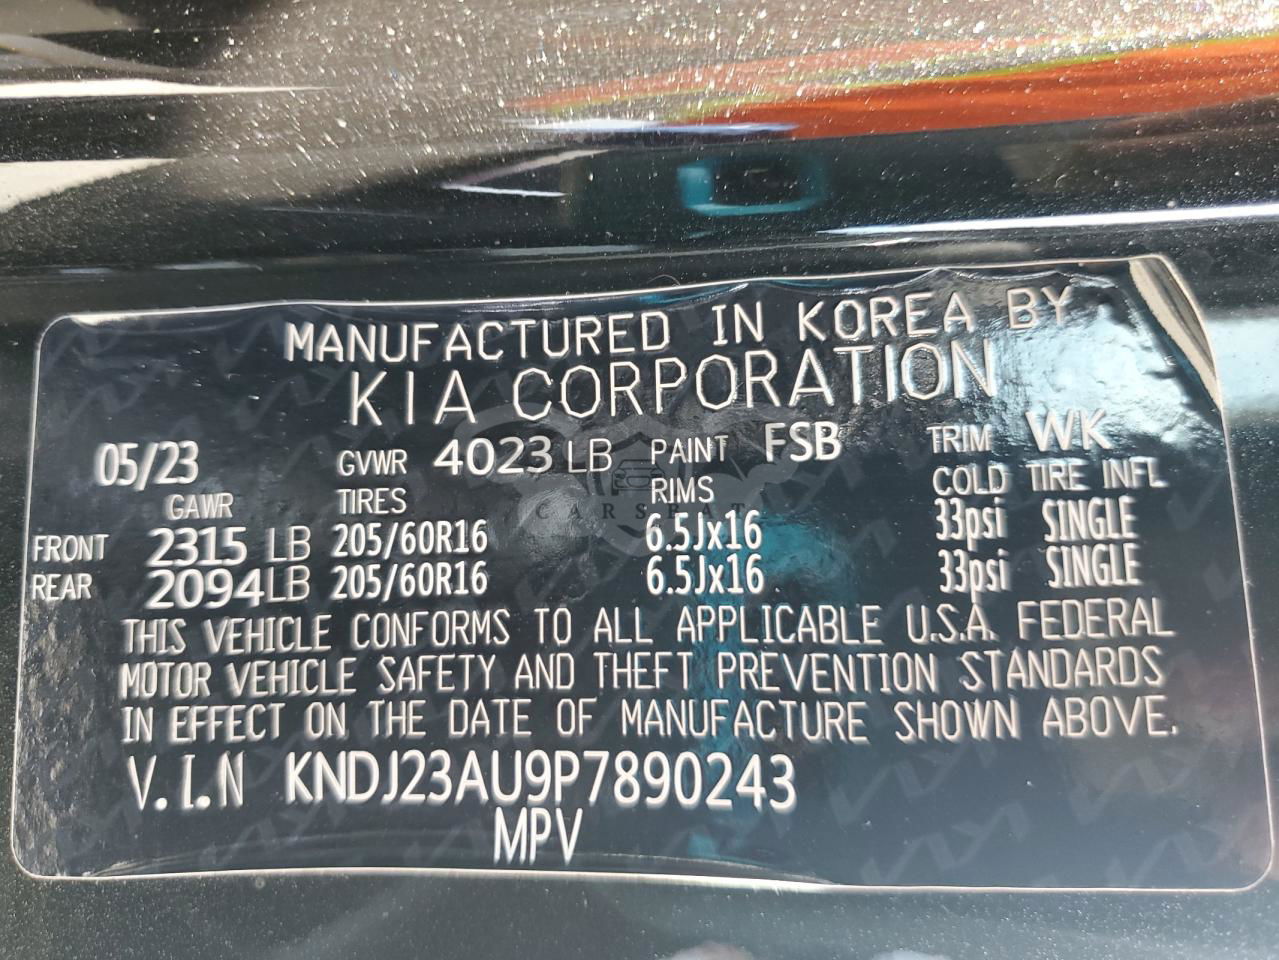 MANUFACTURED IN KOREA BY
KIA CORPORATION
05/23 GVWR 4023 LB PAINT FSB TRIM WK
GAWR TIRES RIMS COLD TIRE INFL
CARSPAT
FRONT 2315 LB 205/60R16 6.5Jx16 33psi SINGLE
REAR 2094LB 205/60R16 6.5Jx16 33psi SINGLE
THIS VEHICLE CONFORMS TO ALL APPLICABLE U.S.A. FEDERAL
MOTOR VEHICLE SAFETY AND THEFT PREVENTION STANDARDS
IN EFFECT ON THE DATE OF MANUFACTURE SHOWN ABOVE.
V.I.N KNDJ23AU9P7890243
MPV